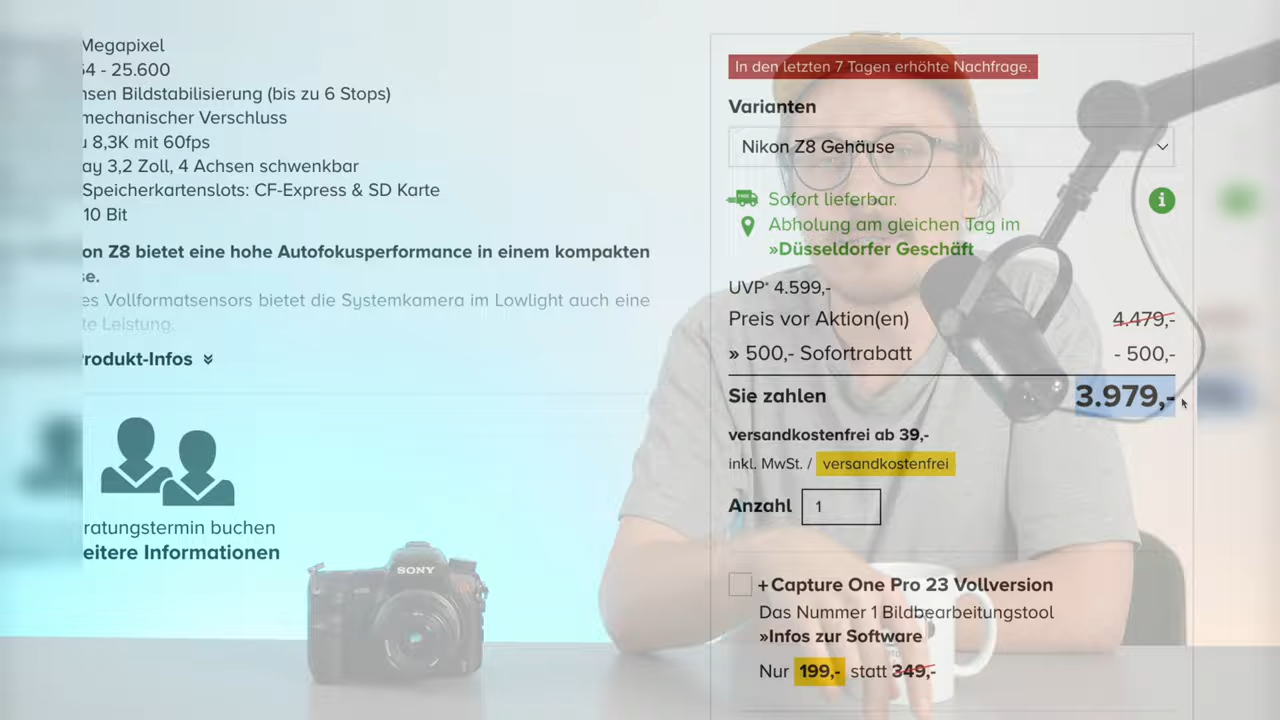 Megapixel
64 - 25.600
nsen Bildstabilisierung (bis zu 6 Stops)
mechanischer Verschluss
u 8,3K mit 60fps
ay 3,2 Zoll, 4 Achsen schwenkbar
Speicherkartenslots: CF-Express & SD Karte
10 Bit
on Z8 bietet eine hohe Autofokusperformance in einem kompakten
se.
es Vollformatsensors bietet die Systemkamera im Lowlight auch eine
te Leistung.
Produkt-Infos
ratungstermin buchen
eitere Informationen
SONY
In den letzten 7 Tagen erhöhte Nachfrage.
Varianten
Nikon Z8 Gehäuse
Sofort lieferbar.
Abholung am gleichen Tag im
»Düsseldorfer Geschäft
UVP* 4.599,-
Preis vor Aktion(en) 4.479,-
» 500,- Sofortrabatt - 500,-
Sie zahlen 3.979,-
versandkostenfrei ab 39,-
inkl. MwSt. / versandkostenfrei
Anzahl 1
+Capture One Pro 23 Vollversion
Das Nummer 1 Bildbearbeitungstool
»Infos zur Software
Nur 199,- statt 349,-